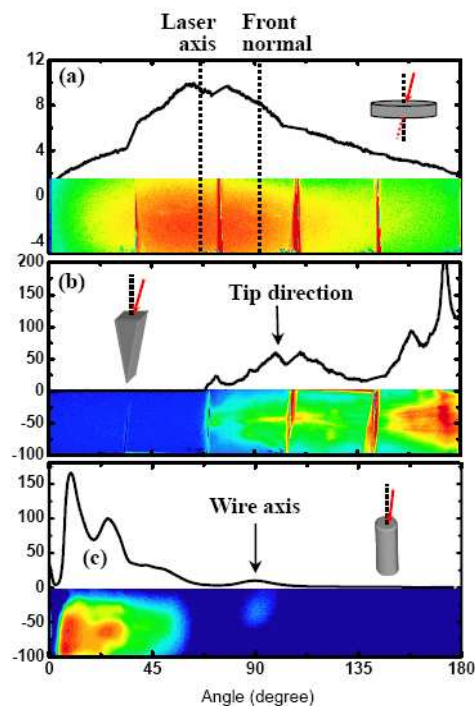 Laser axis
Front normal
12
(a)
8
4
0
-4
200
(b)
150
Tip direction
100
50
0
-50
-100
150
100
Wire axis
50
(c)
0
-50
-100
0
45
90
135
180
Angle (degree)